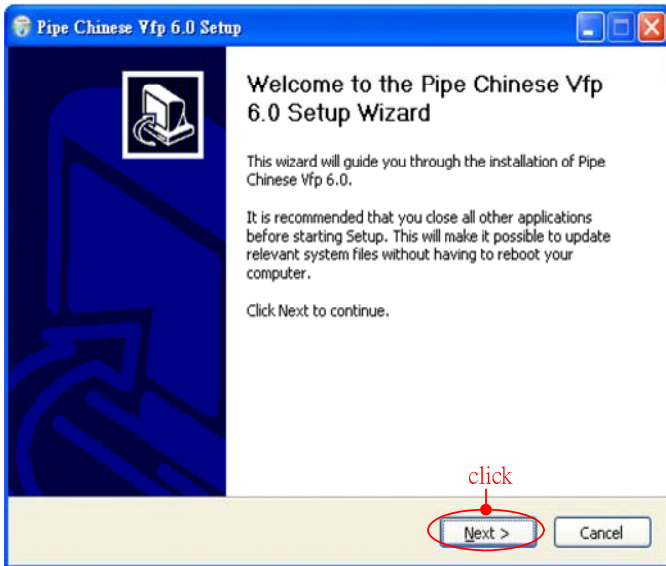 Pipe Chinese Vfp 6.0 Setup
Welcome to the Pipe Chinese Vfp
6.0 Setup Wizard
This wizard will guide you through the installation of Pipe
Chinese Vfp 6.0.
It is recommended that you close all other applications
before starting Setup. This will make it possible to update
relevant system files without having to reboot your
computer.
Click Next to continue.
click
Next >
Cancel